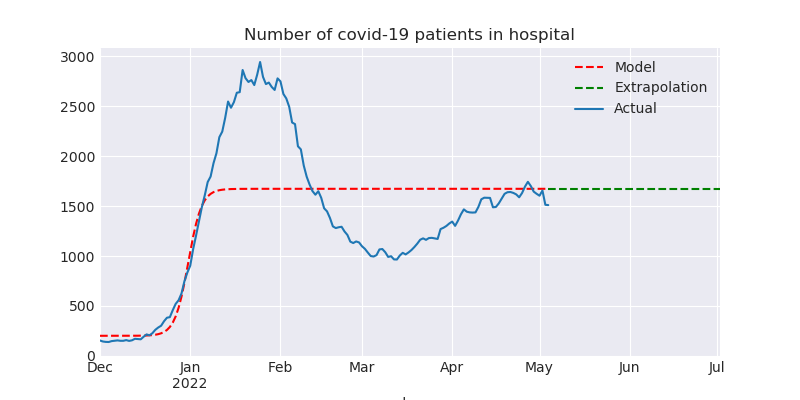 Number of covid-19 patients in hospital
3000
2500
2000
1500
1000
500
0
Model
Extrapolation
Actual
Dec
Jan
2022
Feb
Mar
Apr
May
Jun
Jul